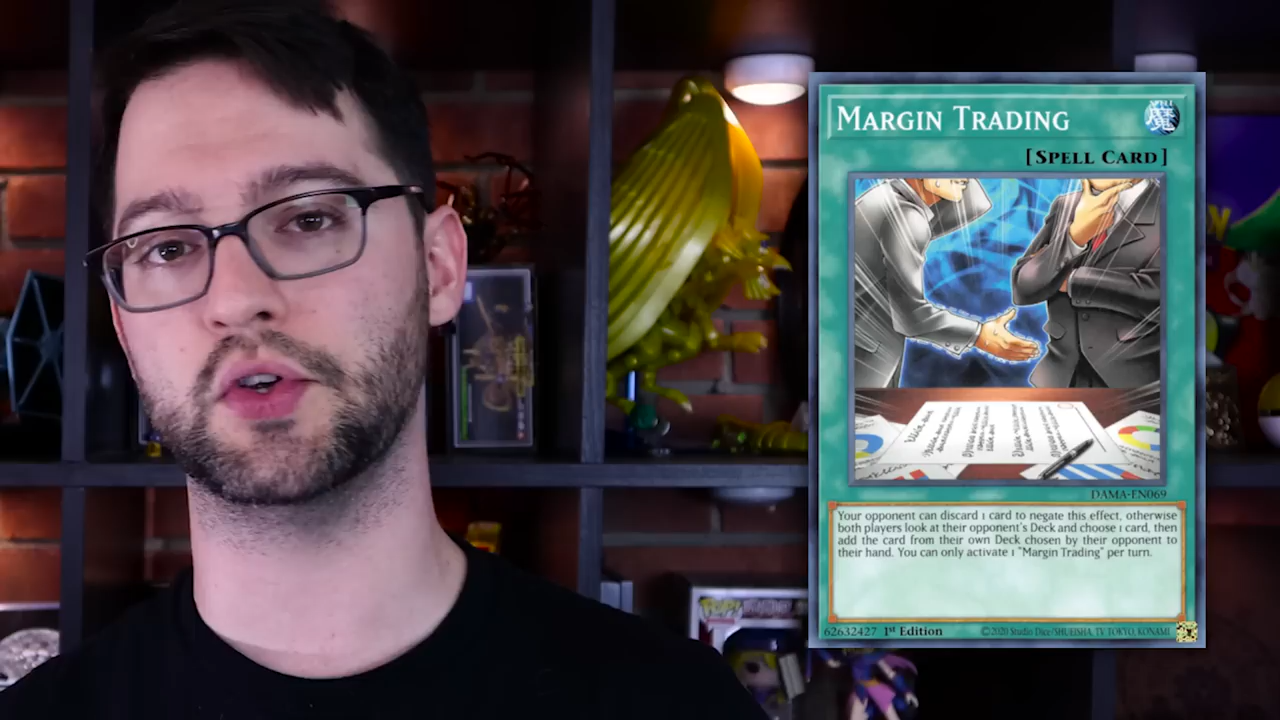 MARGIN TRADING
[SPELL CARD]
DAMA-EN069
Your opponent can discard 1 card to negate this effect, otherwise
both players look at their opponent's Deck and choose 1 card, then
add the card from their own Deck chosen by their opponent to
their hand. You can only activate 1 "Margin Trading" per turn.
62632427 1st Edition ©2020 Studio Dice/SHUEISHA, TV TOKYO, KONAMI
POP!